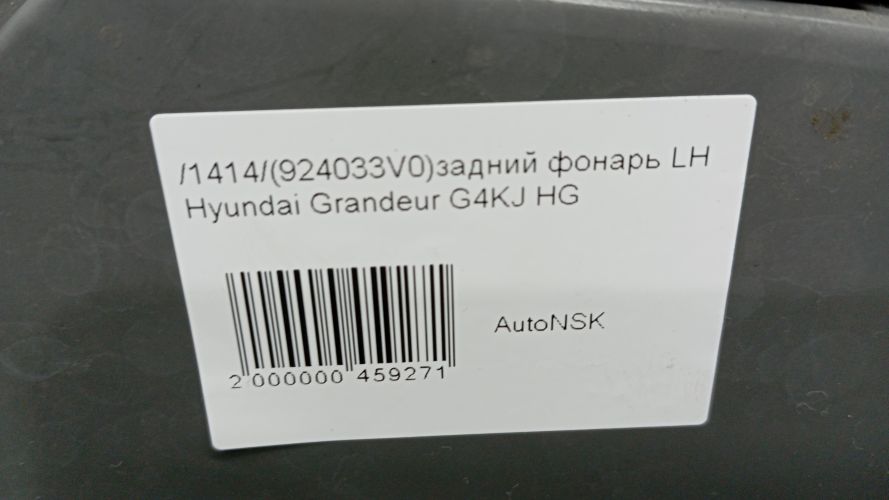 /1414/(924033V0)задний фонарь LH
Hyundai Grandeur G4KJ HG
AutoNSK
2 000000 459271